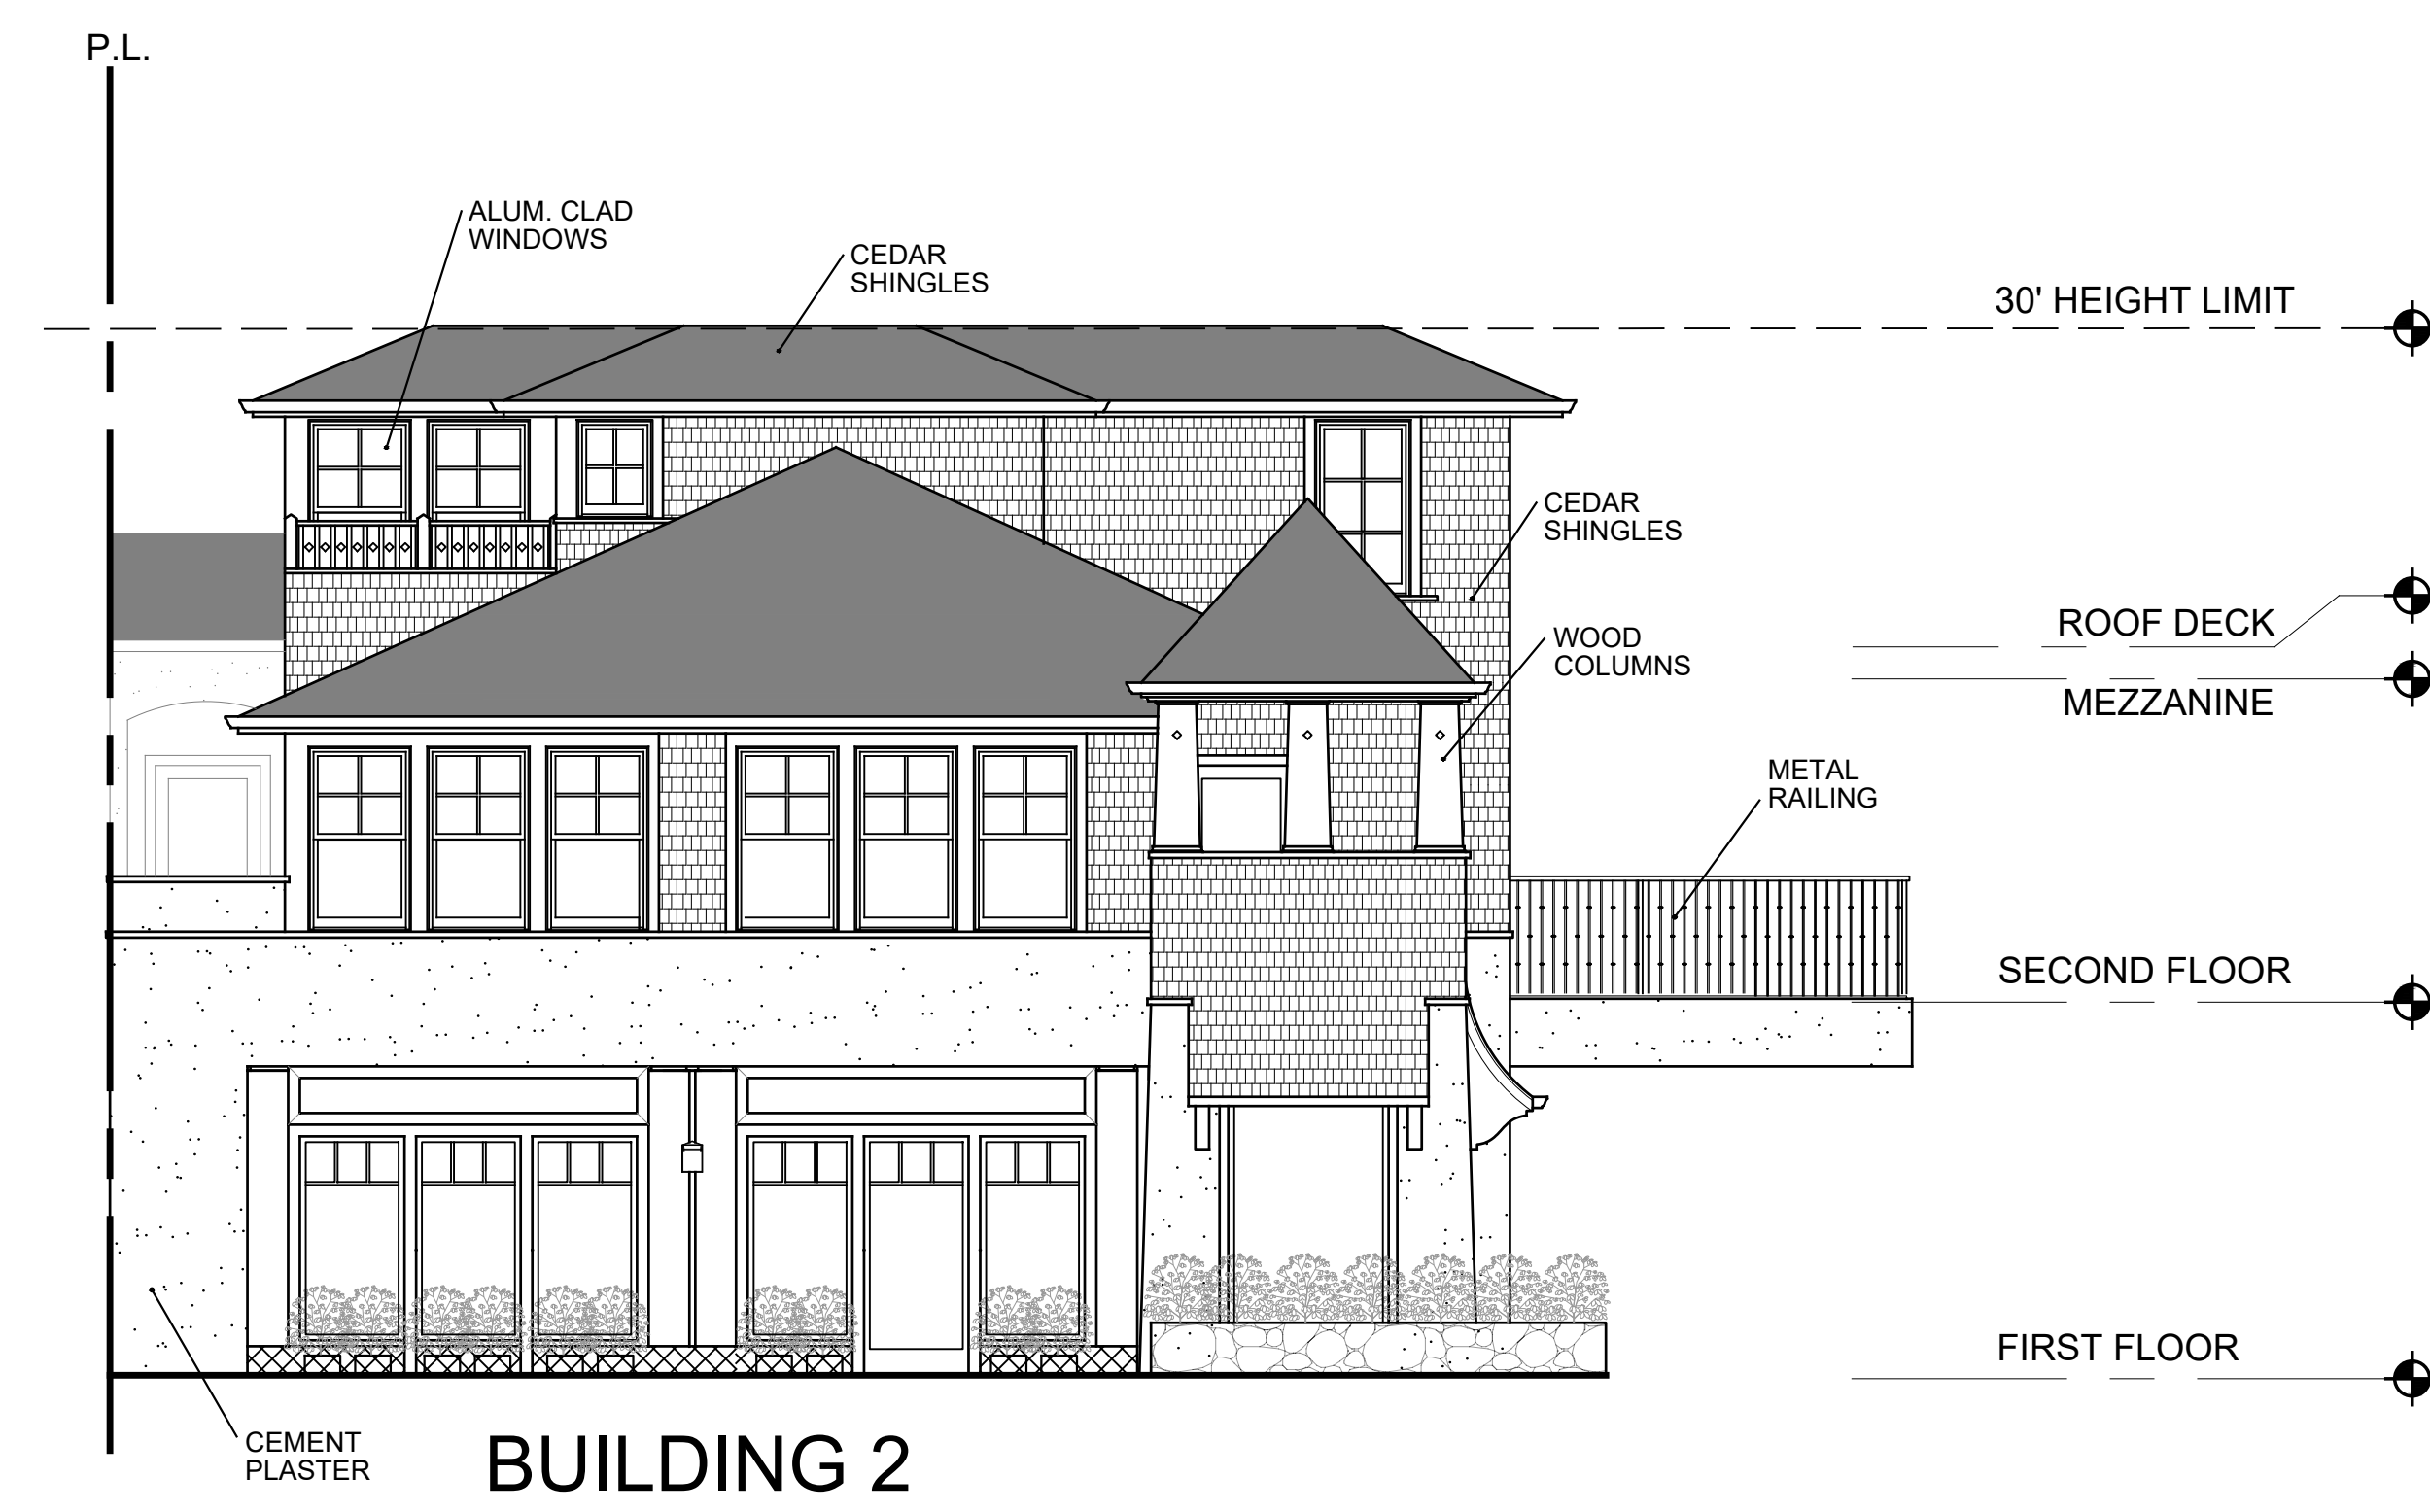 P.L.
ALUM. CLAD
WINDOWS
CEDAR
SHINGLES
30' HEIGHT LIMIT
CEDAR
SHINGLES
ROOF DECK
WOOD
COLUMNS
MEZZANINE
METAL
RAILING
SECOND FLOOR
FIRST FLOOR
CEMENT
PLASTER
BUILDING 2